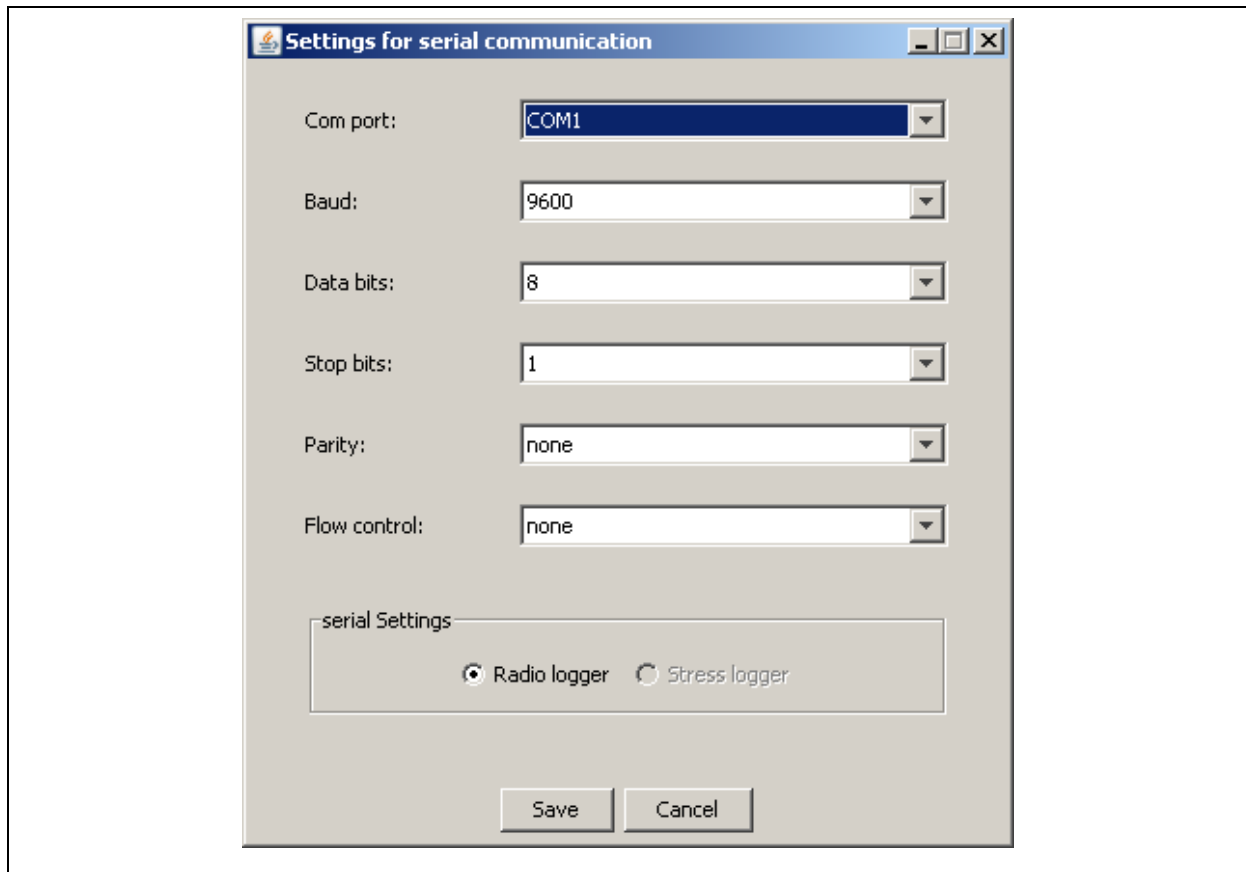 Settings for serial communication
Com port: COM1
Baud: 9600
Data bits: 8
Stop bits: 1
Parity: none
Flow control: none
serial Settings
Radio logger Stress logger
Save Cancel